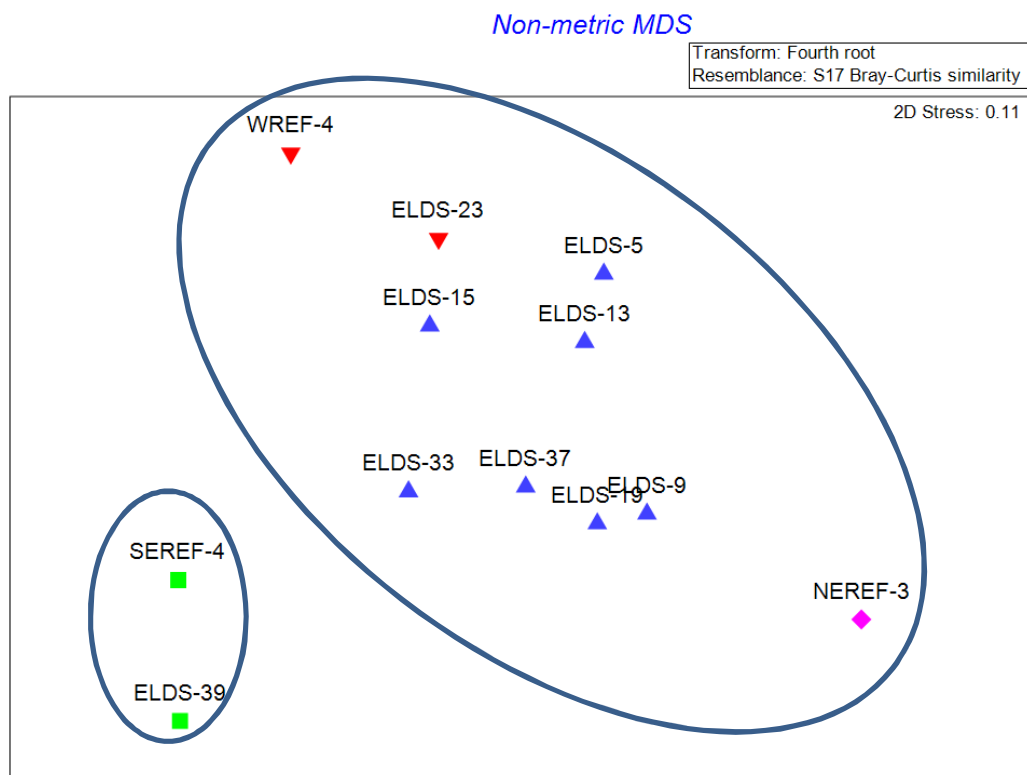 Non-metric MDS
Transform: Fourth root
Resemblance: S17 Bray-Curtis similarity
2D Stress: 0.11
WREF-4
ELDS-23
ELDS-5
ELDS-15
ELDS-13
ELDS-33
ELDS-37
ELDS-19
ELDS-9
SEREF-4
NEREF-3
ELDS-39